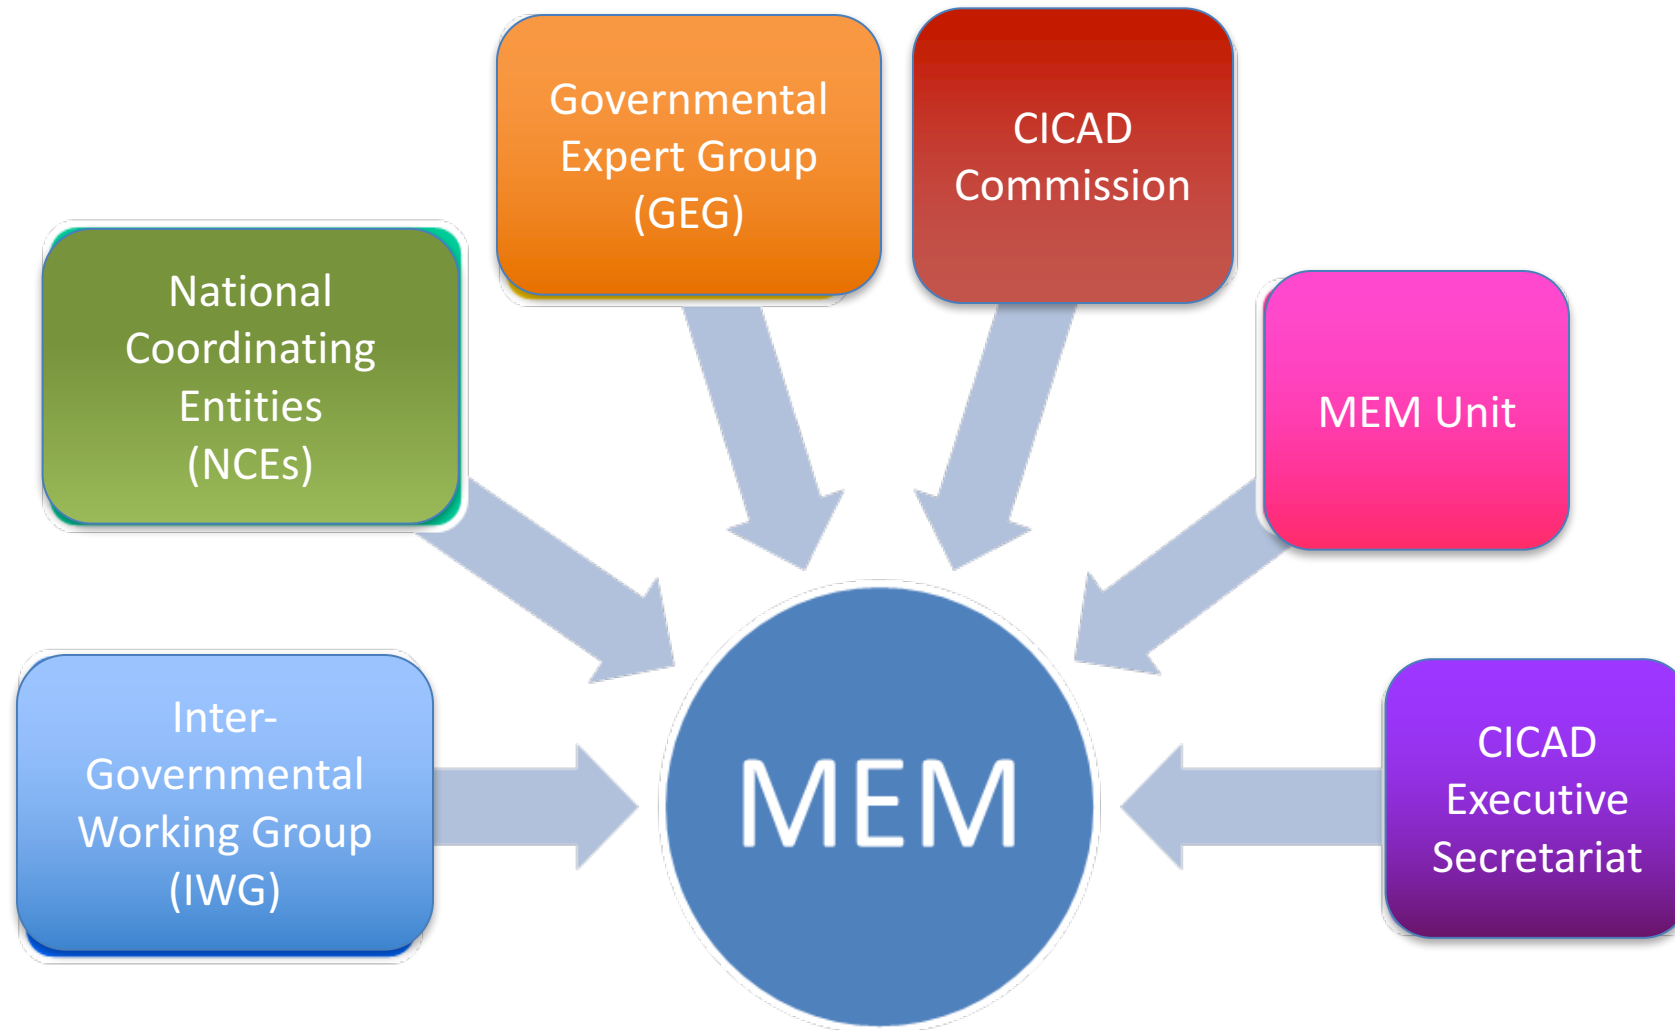 Governmental
Expert Group
(GEG)
CICAD
Commission
National
Coordinating
Entities
(NCEs)
MEM Unit
Inter-
Governmental
Working Group
(IWG)
MEM
CICAD
Executive
Secretariat